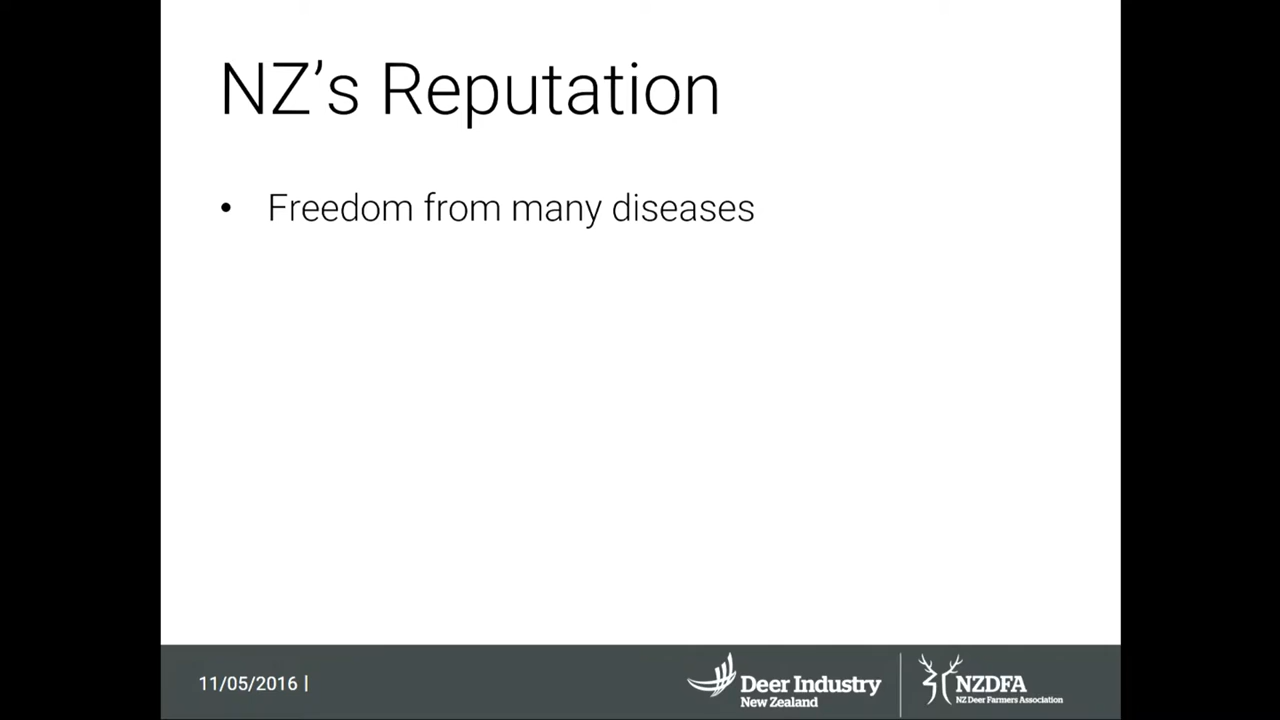 NZ’s Reputation
• Freedom from many diseases
11/05/2016 |
Deer Industry
New Zealand
NZDFA
NZ Deer Farmers Association